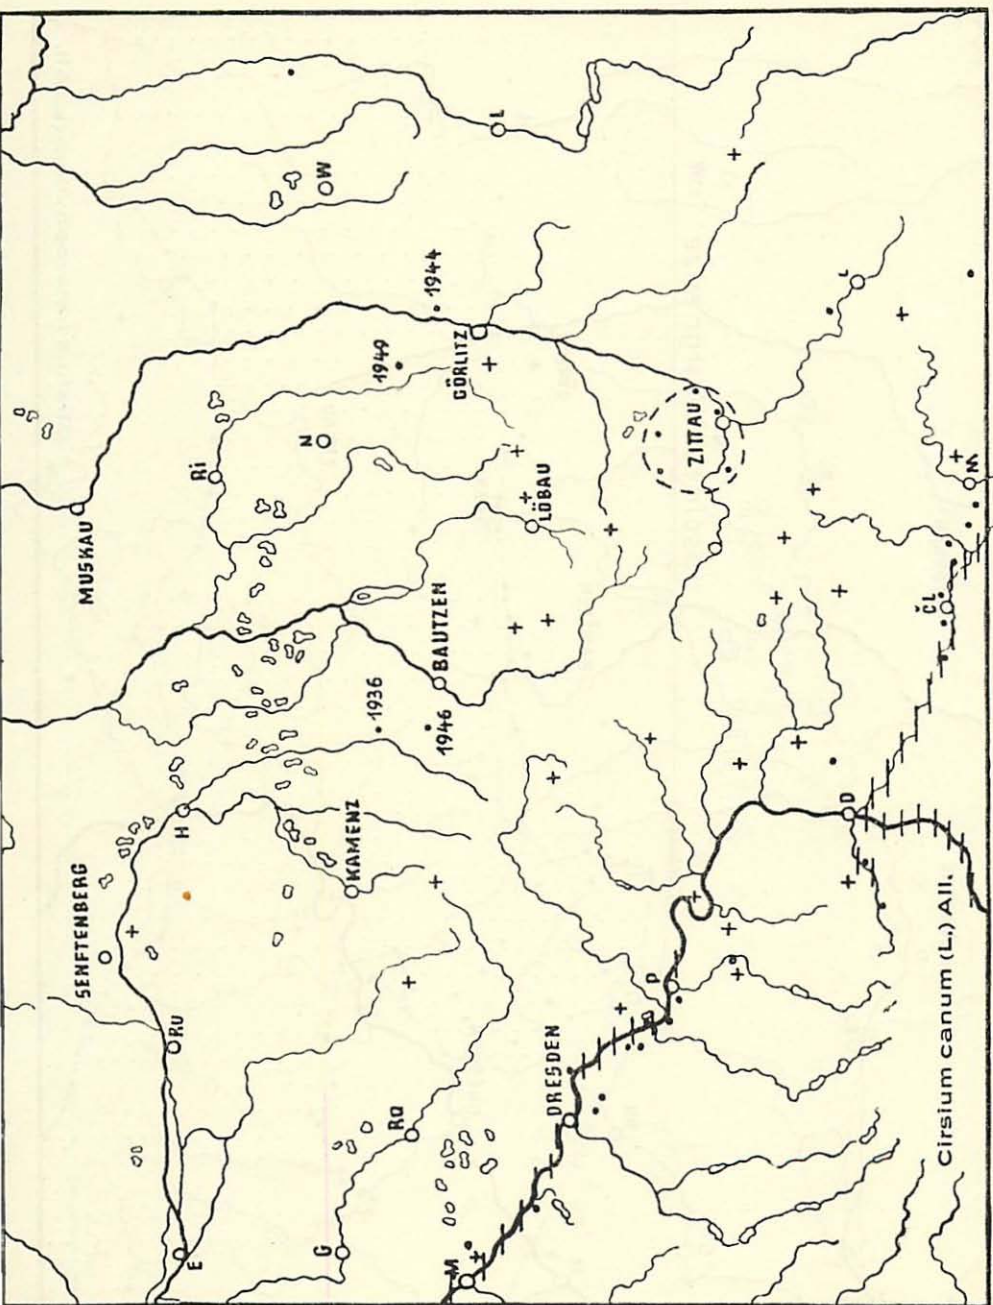 SENFTENBERG
MUSKAU
Ru
E
H
Ri
W
N
G
KAMENZ
Ra
1936
1949
1944
BAUTZEN
1946
GÖRLITZ
L
M
LÖBAU
DRESDEN
P
ZITTAU
D
L
ČL
M
Cirsium canum (L.) All.